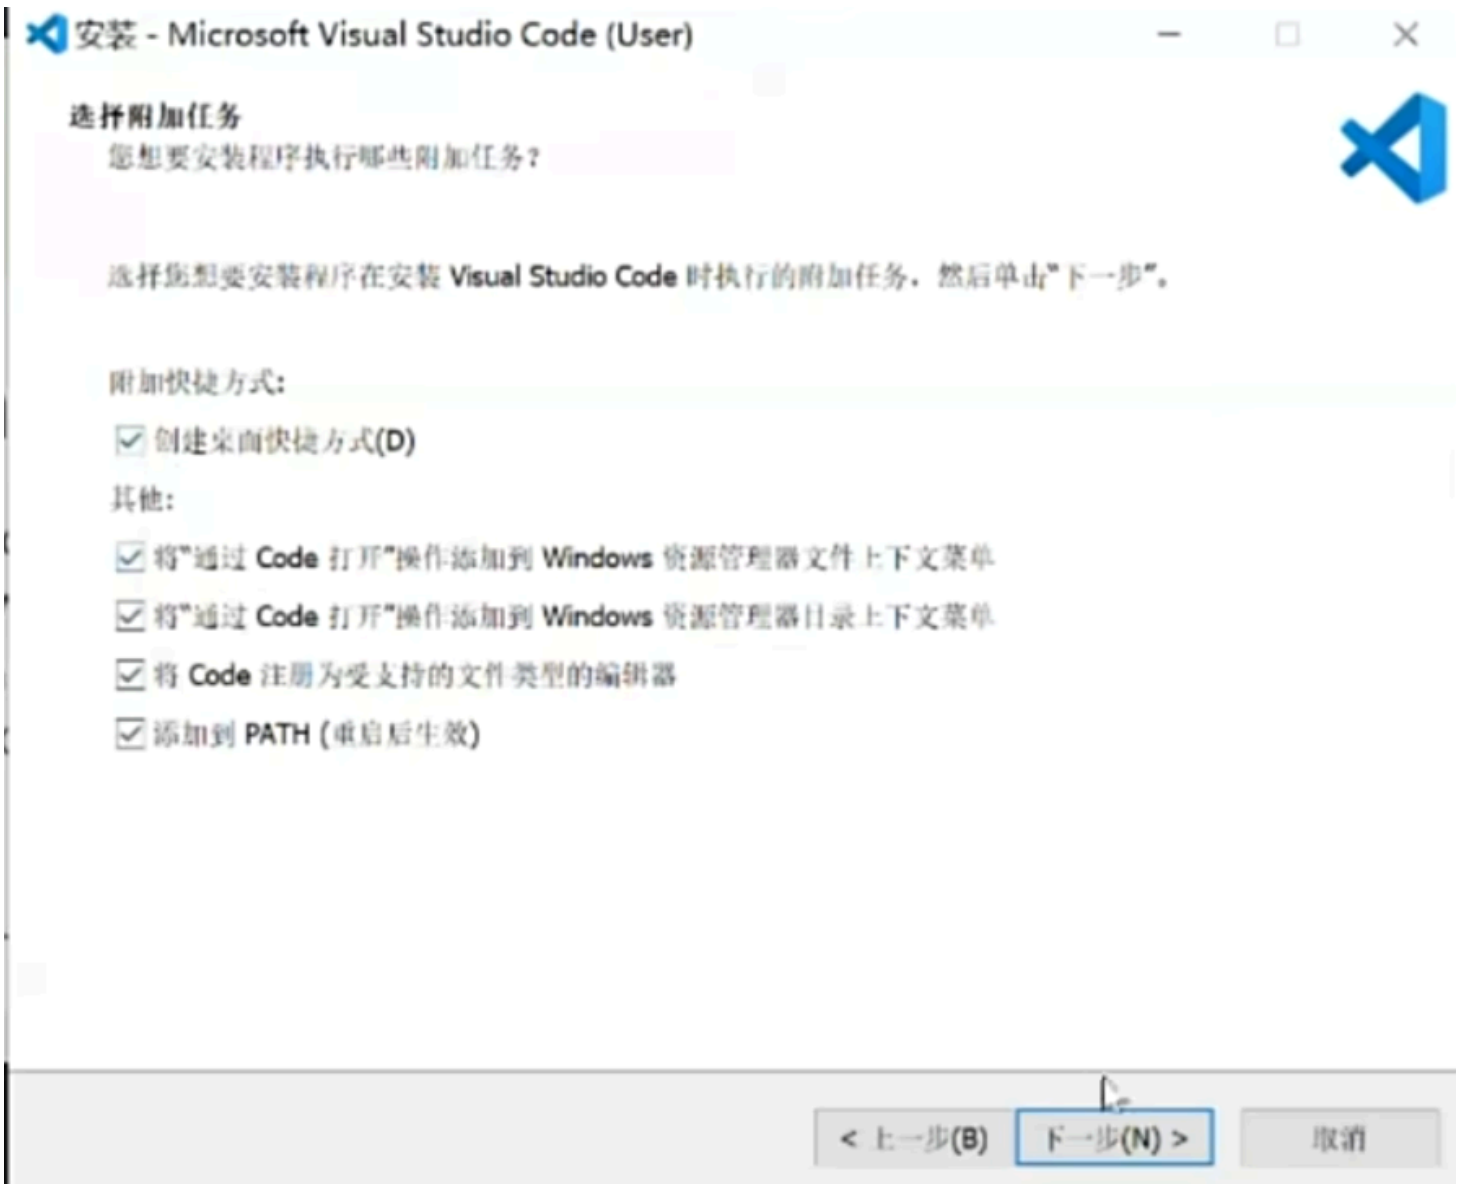 安装 - Microsoft Visual Studio Code (User)
选择附加任务
您想要安装程序执行哪些附加任务？
选择您想要安装程序在安装 Visual Studio Code 时执行的附加任务，然后单击“下一步”。
附加快捷方式:
创建桌面快捷方式(D)
其他:
将“通过 Code 打开”操作添加到 Windows 资源管理器文件上下文菜单
将“通过 Code 打开”操作添加到 Windows 资源管理器目录上下文菜单
将 Code 注册为受支持的文件类型的编辑器
添加到 PATH (重启后生效)
< 上一步(B)
下一步(N) >
取消